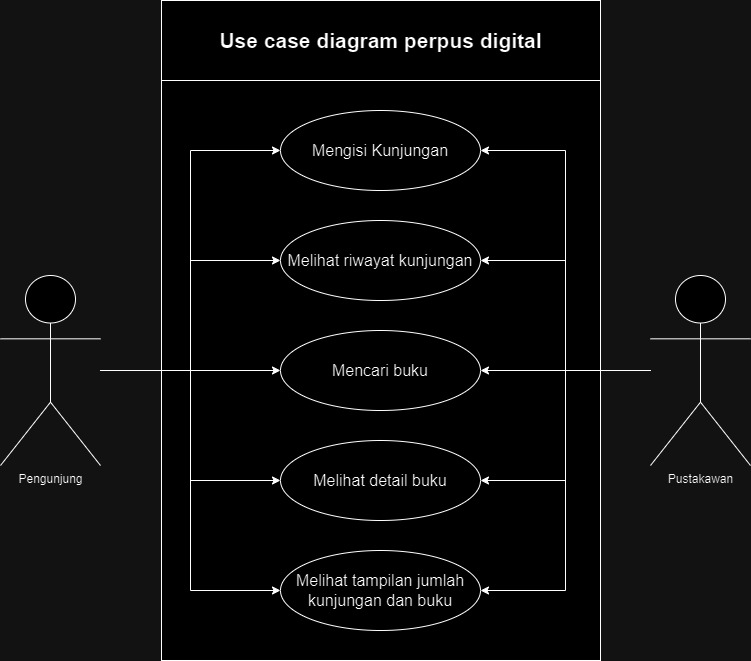 Use case diagram perpus digital
Mengisi Kunjungan
Melihat riwayat kunjungan
Mencari buku
Melihat detail buku
Melihat tampilan jumlah
kunjungan dan buku
Pengunjung
Pustakawan